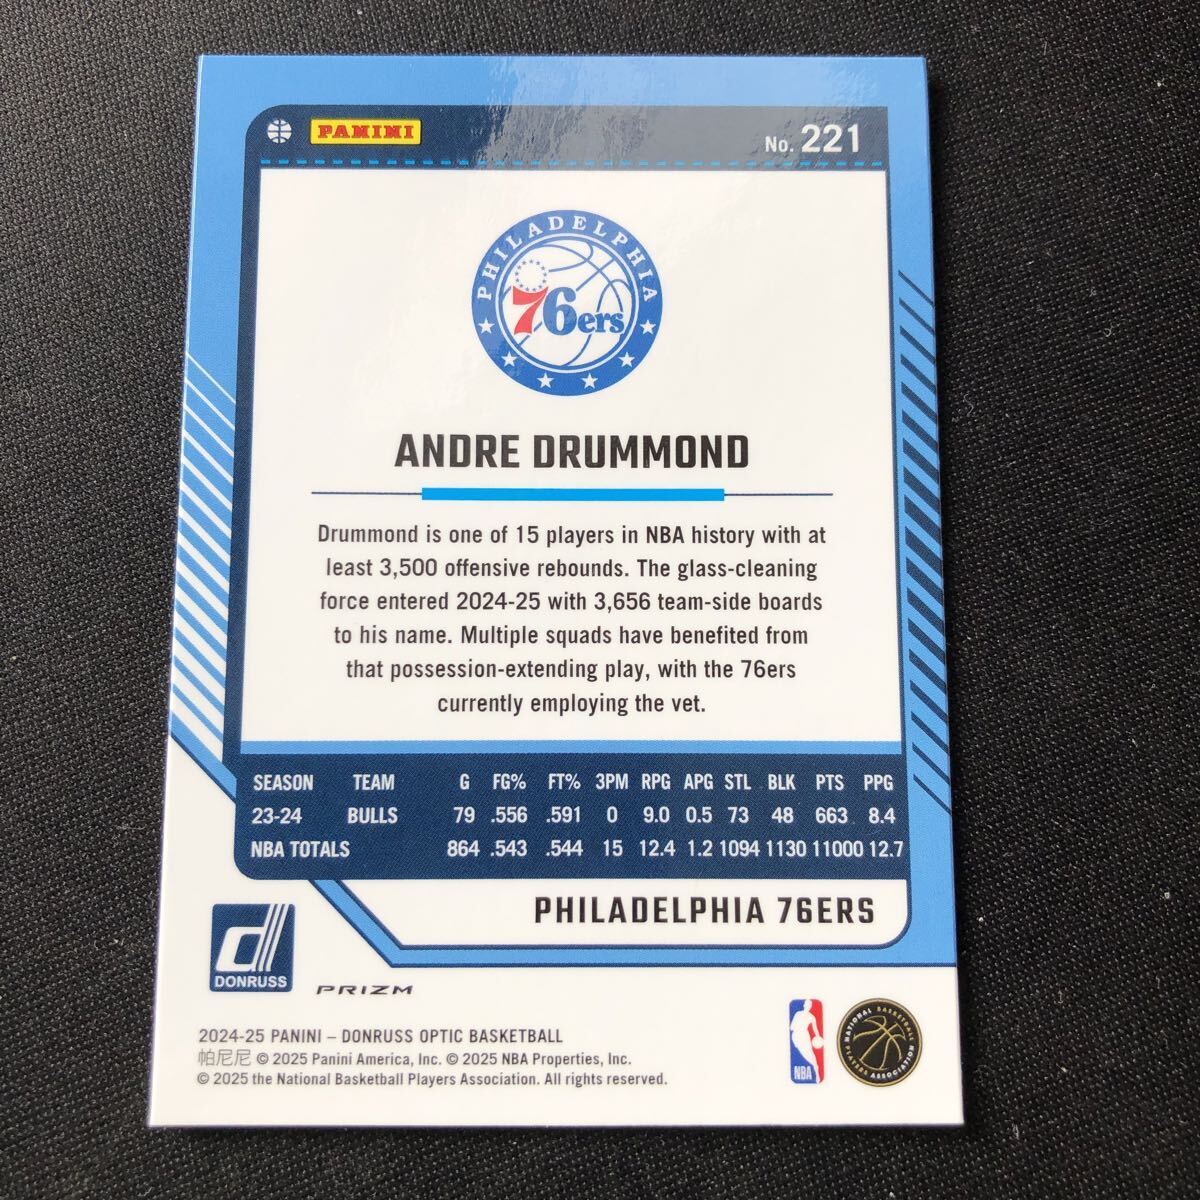 PANINI
No. 221
PHILADELPHIA
76ers
ANDRE DRUMMOND
Drummond is one of 15 players in NBA history with at
least 3,500 offensive rebounds. The glass-cleaning
force entered 2024-25 with 3,656 team-side boards
to his name. Multiple squads have benefited from
that possession-extending play, with the 76ers
currently employing the vet.
SEASON TEAM G FG% FT% 3PM RPG APG STL BLK PTS PPG
23-24 BULLS 79 .556 .591 0 9.0 0.5 73 48 663 8.4
NBA TOTALS 864 .543 .544 15 12.4 1.2 1094 1130 11000 12.7
PHILADELPHIA 76ERS
d
DONRUSS
PRIZM
2024-25 PANINI – DONRUSS OPTIC BASKETBALL
帕尼尼 © 2025 Panini America, Inc. © 2025 NBA Properties, Inc.
© 2025 the National Basketball Players Association. All rights reserved.
NBA
NATIONAL BASKETBALL
PLAYERS ASSOCIATION